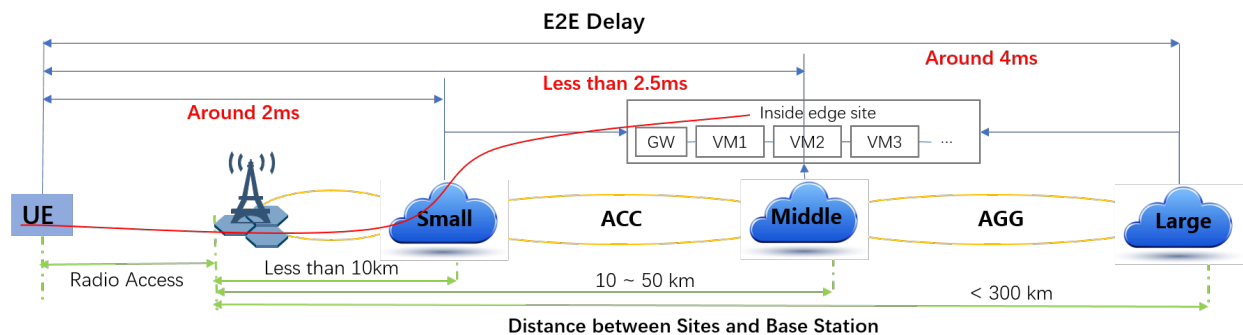 E2E Delay
Around 4ms
Less than 2.5ms
Around 2ms
Inside edge site
GW
VM1
VM2
VM3
...
UE
Small
ACC
Middle
AGG
Large
Radio Access
Less than 10km
10 ~ 50 km
< 300 km
Distance between Sites and Base Station